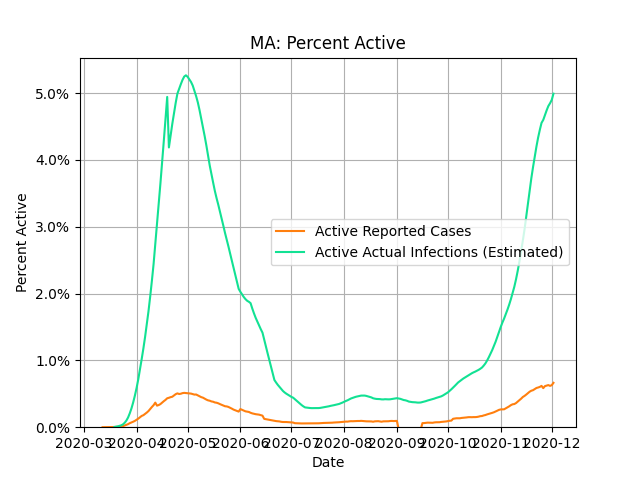 MA: Percent Active
Percent Active
5.0%
4.0%
3.0%
2.0%
1.0%
0.0%
Active Reported Cases
Active Actual Infections (Estimated)
2020-03 2020-04 2020-05 2020-06 2020-07 2020-08 2020-09 2020-10 2020-11 2020-12
Date